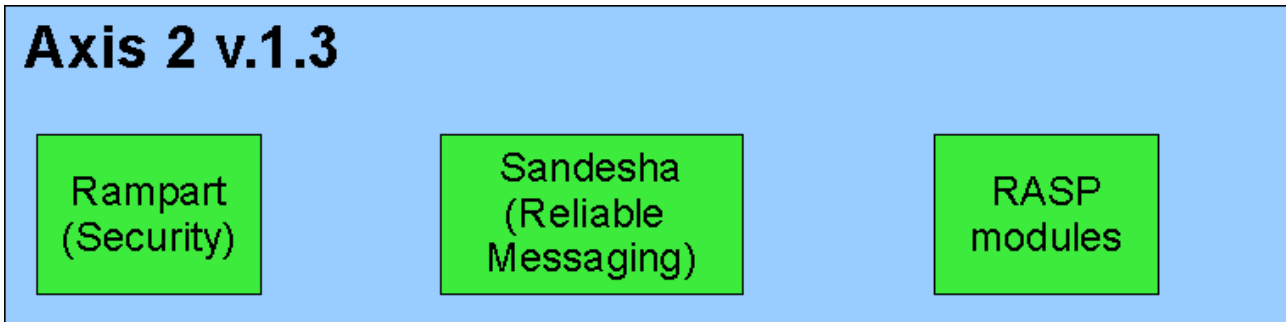 Axis 2 v.1.3
Rampart
(Security)
Sandesha
(Reliable
Messaging)
RASP
modules